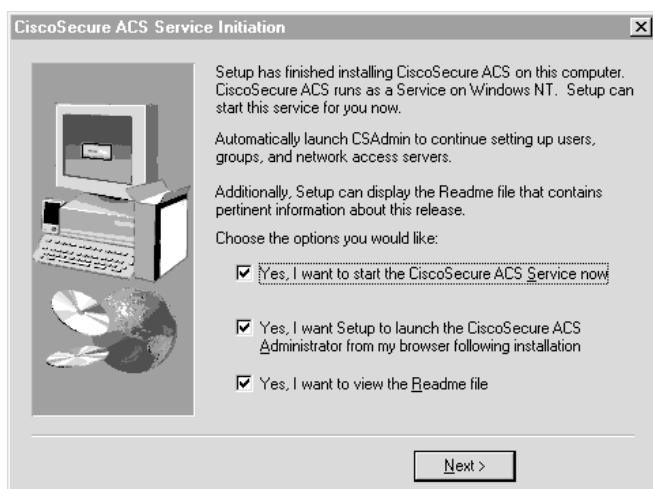 CiscoSecure ACS Service Initiation
Setup has finished installing CiscoSecure ACS on this computer.
CiscoSecure ACS runs as a Service on Windows NT. Setup can
start this service for you now.
Automatically launch CSAdmin to continue setting up users,
groups, and network access servers.
Additionally, Setup can display the Readme file that contains
pertinent information about this release.
Choose the options you would like:
Yes, I want to start the CiscoSecure ACS Service now
Yes, I want Setup to launch the CiscoSecure ACS
Administrator from my browser following installation
Yes, I want to view the Readme file
Next >